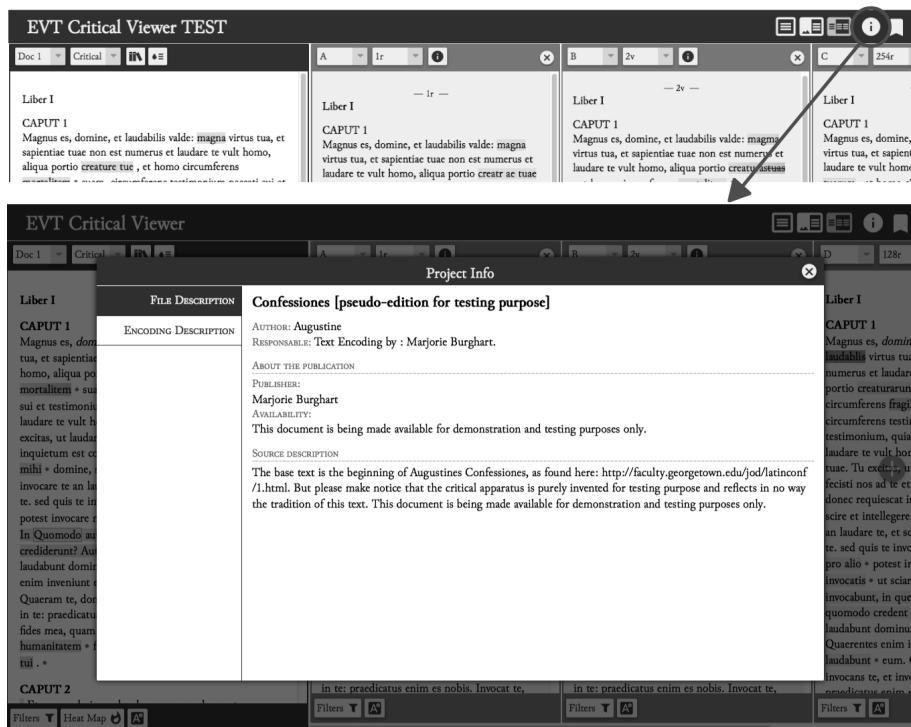 EVT Critical Viewer TEST
Doc 1 Critical
A 1r
B 2v
C 254r
Liber I
CAPUT 1
Magnus es, domine, et laudabilis valde: magna virtus tua, et
sapientiae tuae non est numerus et laudare te vult homo,
aliqua portio creature tue , et homo circumferens
— 1r —
Liber I
CAPUT 1
Magnus es, domine, et laudabilis valde: magna
virtus tua, et sapientiae tuae non est numerus et
laudare te vult homo, aliqua portio creatr ae tuae
— 2v —
Liber I
CAPUT 1
Magnus es, domine, et laudabilis valde: magma
virtus tua, et sapientiae tuae non est numerus et
laudare te vult homo, aliqua portio creaturastuas
Liber I
CAPUT 1
Magnus es, domine,
virtus tua, et sapient
laudare te vult homo
EVT Critical Viewer
Doc 1 Critical
A 1r
B 2v
D 128r
Project Info
File Description
Encoding Description
Confessiones [pseudo-edition for testing purpose]
Author: Augustine
Responsable: Text Encoding by : Marjorie Burghart.
About the publication
Publisher:
Marjorie Burghart
Availability:
This document is being made available for demonstration and testing purposes only.
Source description
The base text is the beginning of Augustines Confessiones, as found here: http://faculty.georgetown.edu/jod/latinconf
/1.html. But please make notice that the critical apparatus is purely invented for testing purpose and reflects in no way
the tradition of this text. This document is being made available for demonstration and testing purposes only.
Liber I
CAPUT 1
Magnus es, dom
tua, et sapientiae
homo, aliqua po
mortalitem * sua
sui et testimoniu
laudare te vult h
excitas, ut laudar
inquietum est co
mihi * domine, s
invocare te an la
te. sed quis te in
potest invocare n
In Quomodo au
crediderunt? Aut
laudabunt domin
enim inveniunt e
Quaeram te, don
in te: praedicatu
fides mea, quam
humanitatem * f
tui . *
CAPUT 2
Liber I
CAPUT 1
Magnus es, domin
laudablis virtus tua
numerus et laudare
portio creaturarum
circumferens fragil
circumferens testin
testimonium, quia
laudare te vult hom
tuae. Tu excitas, u
fecisti nos ad te et
donec requiescat in
scire et intellegere
an laudare te, et sc
te. sed quis te invo
pro alio * potest in
invocatis * ut sciar
invocabunt, in que
quomodo credent
laudabunt dominu
Quaerentes enim i
laudabunt * eum. Q
invocans te, et invo
in te: praedicatus enim es nobis. Invocat te,
in te: praedicatus enim es nobis. Invocat te,
Filters Heat Map
Filters
Filters
Filters